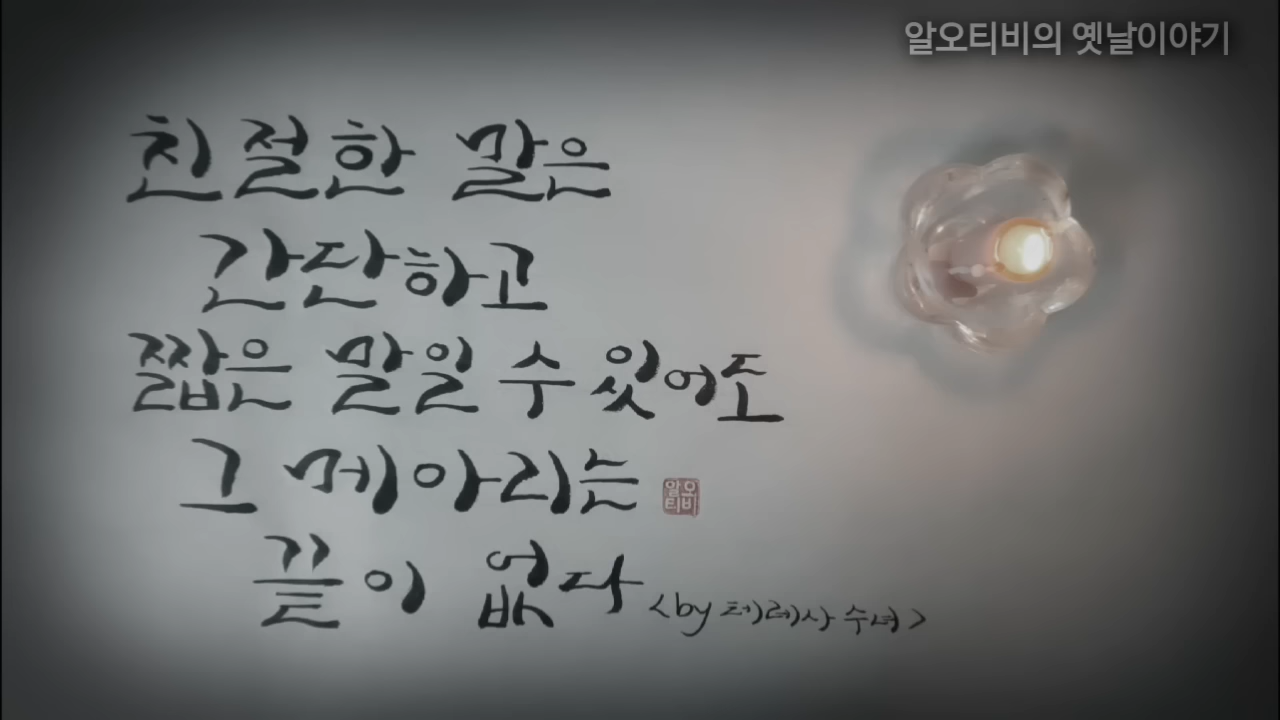 알오티비의 옛날이야기
친절한 말은
간단하고
짧은 말일 수 있어도
그 메아리는
알오
티비
끝이 없다
<by 테레사 수녀>